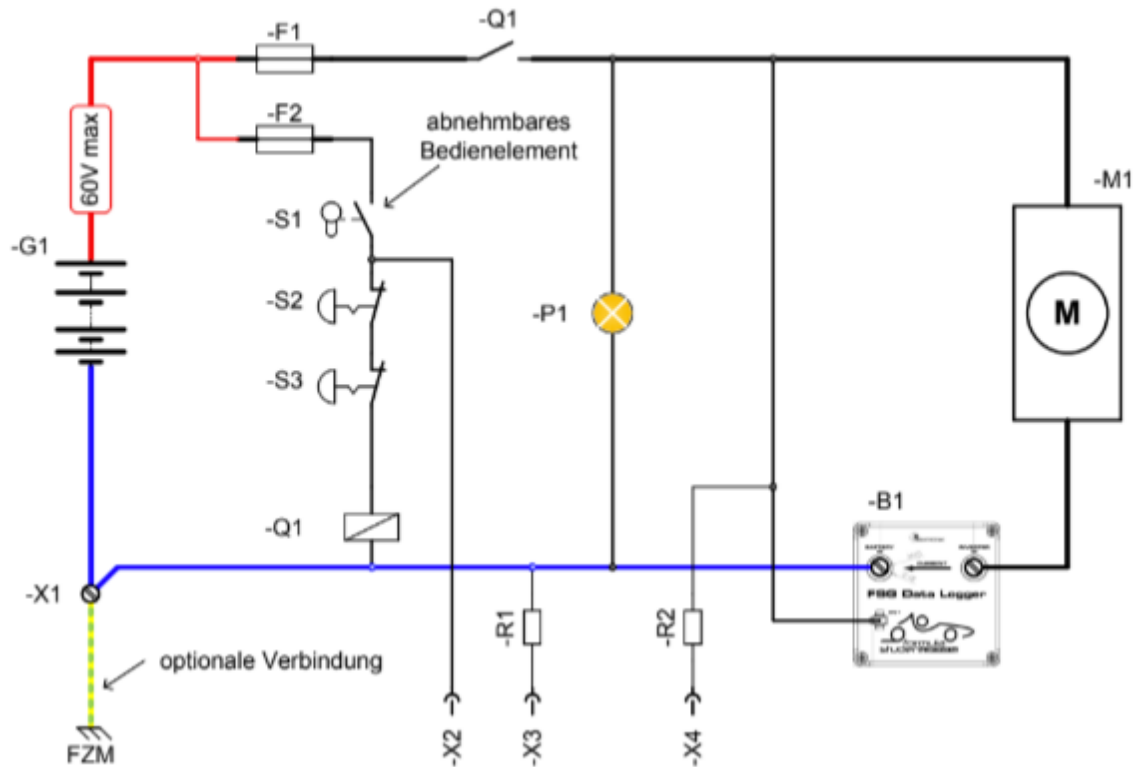 -Q1
-F1
-F2
abnehmbares
Bedienelement
60V max
-M1
-S1
-G1
-S2
-P1
M
-S3
-B1
-Q1
FSG Data Logger
-X1
-R1
-R2
optionale Verbindung
-X2
-X3
-X4
FZM